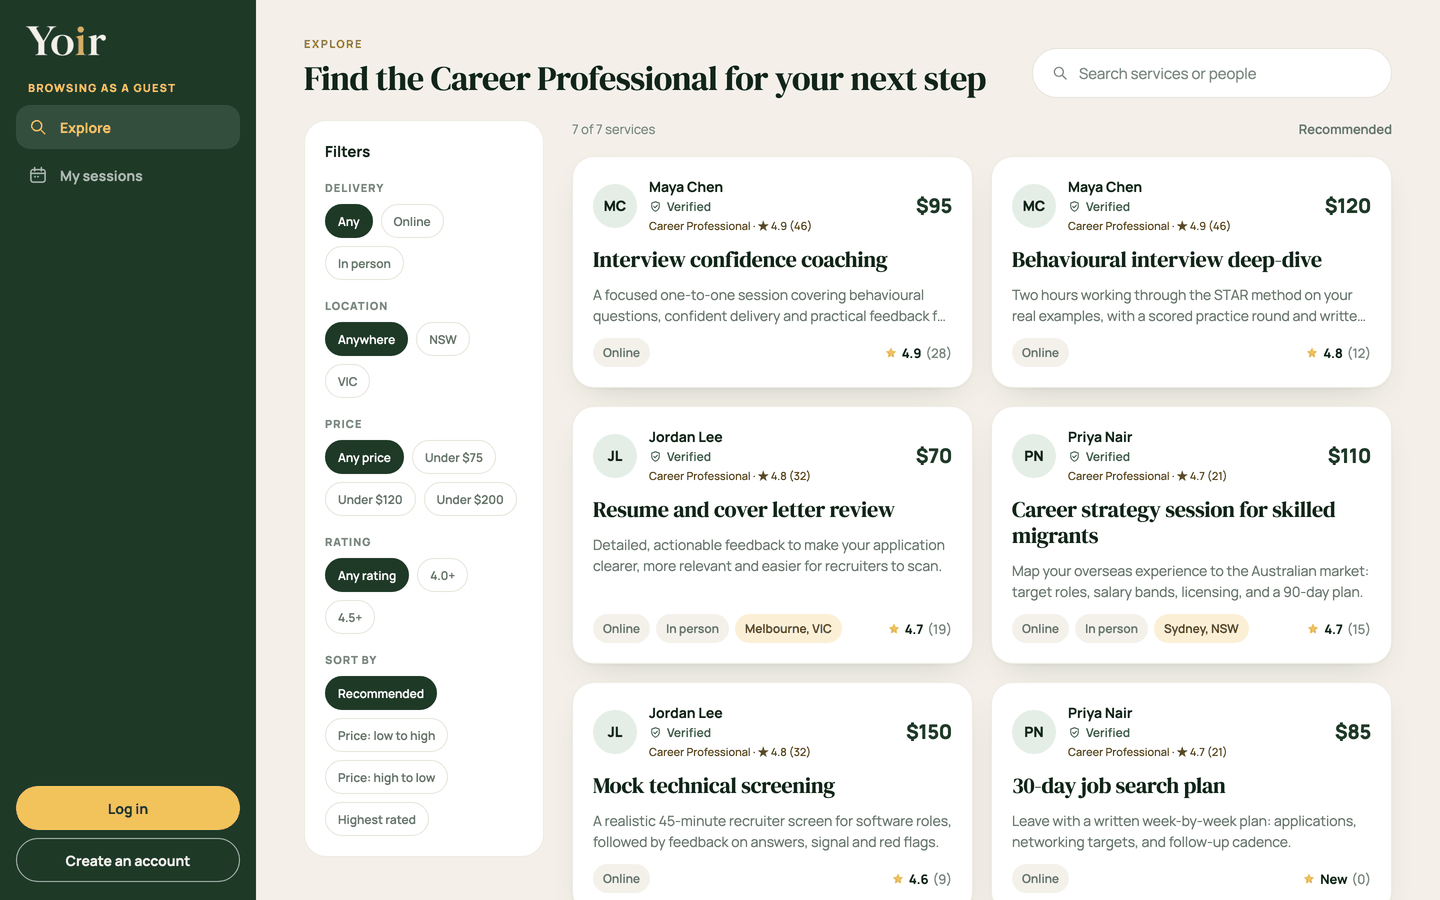 Yoir
BROWSING AS A GUEST
Explore
My sessions
Log in
Create an account
EXPLORE
Find the Career Professional for your next step
Search services or people
Filters
DELIVERY
Any
Online
In person
LOCATION
Anywhere
NSW
VIC
PRICE
Any price
Under $75
Under $120
Under $200
RATING
Any rating
4.0+
4.5+
SORT BY
Recommended
Price: low to high
Price: high to low
Highest rated
7 of 7 services
Recommended
MC
Maya Chen
Verified
Career Professional · ★ 4.9 (46)
$95
Interview confidence coaching
A focused one-to-one session covering behavioural
questions, confident delivery and practical feedback f…
Online
★ 4.9 (28)
MC
Maya Chen
Verified
Career Professional · ★ 4.9 (46)
$120
Behavioural interview deep-dive
Two hours working through the STAR method on your
real examples, with a scored practice round and writte…
Online
★ 4.8 (12)
JL
Jordan Lee
Verified
Career Professional · ★ 4.8 (32)
$70
Resume and cover letter review
Detailed, actionable feedback to make your application
clearer, more relevant and easier for recruiters to scan.
Online
In person
Melbourne, VIC
★ 4.7 (19)
PN
Priya Nair
Verified
Career Professional · ★ 4.7 (21)
$110
Career strategy session for skilled
migrants
Map your overseas experience to the Australian market:
target roles, salary bands, licensing, and a 90-day plan.
Online
In person
Sydney, NSW
★ 4.7 (15)
JL
Jordan Lee
Verified
Career Professional · ★ 4.8 (32)
$150
Mock technical screening
A realistic 45-minute recruiter screen for software roles,
followed by feedback on answers, signal and red flags.
Online
★ 4.6 (9)
PN
Priya Nair
Verified
Career Professional · ★ 4.7 (21)
$85
30-day job search plan
Leave with a written week-by-week plan: applications,
networking targets, and follow-up cadence.
Online
★ New (0)